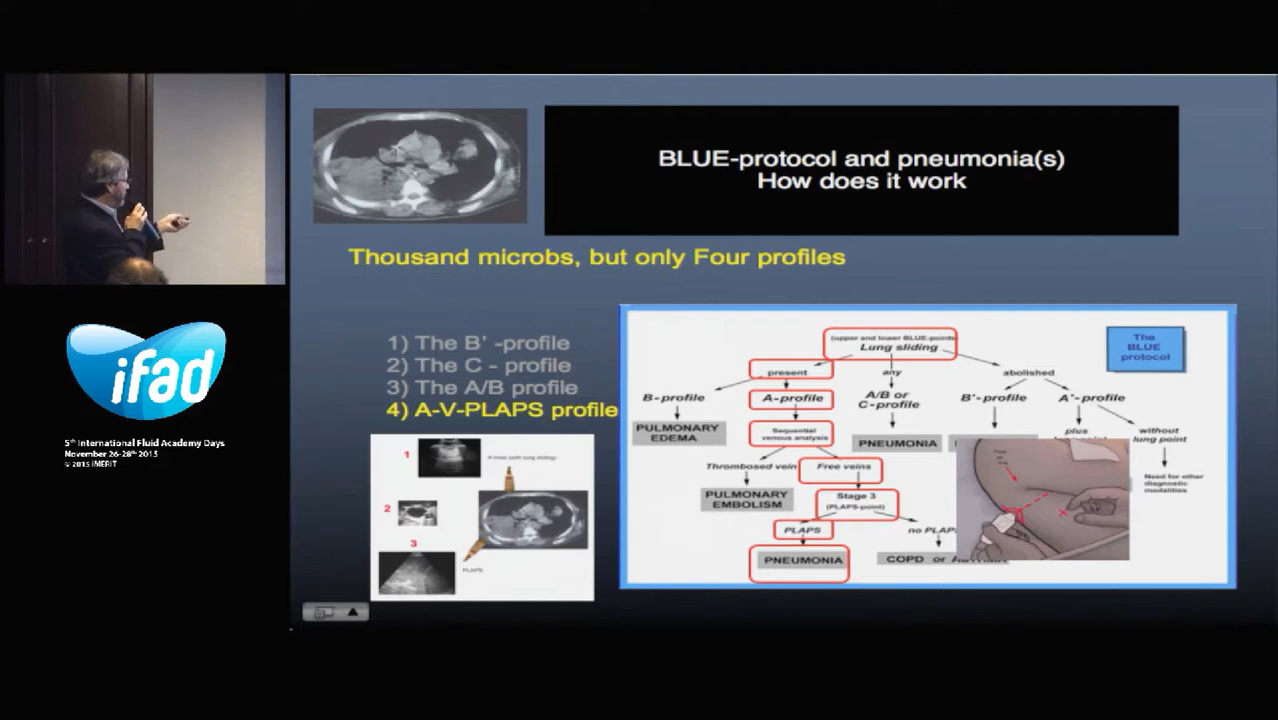 BLUE-protocol and pneumonia(s)
How does it work
Thousand microbs, but only Four profiles
1) The B' -profile
2) The C - profile
3) The A/B profile
4) A-V-PLAPS profile
1
2
3
PLAPS
(upper and lower BLUE-points)
Lung sliding
The
BLUE
protocol
present
any
abolished
B-profile
A-profile
A/B or
C-profile
B'-profile
A'-profile
PULMONARY
EDEMA
Sequential
venous analysis
PNEUMONIA
plus
without
lung point
Thrombosed vein
Free veins
Need for other
diagnostic
modalities
PULMONARY
EMBOLISM
Stage 3
(PLAPS-point)
PLAPS
no PLAPS
PNEUMONIA
COPD or
ifad
5th International Fluid Academy Days
November 26-28th 2015
© 2015 iMERiT